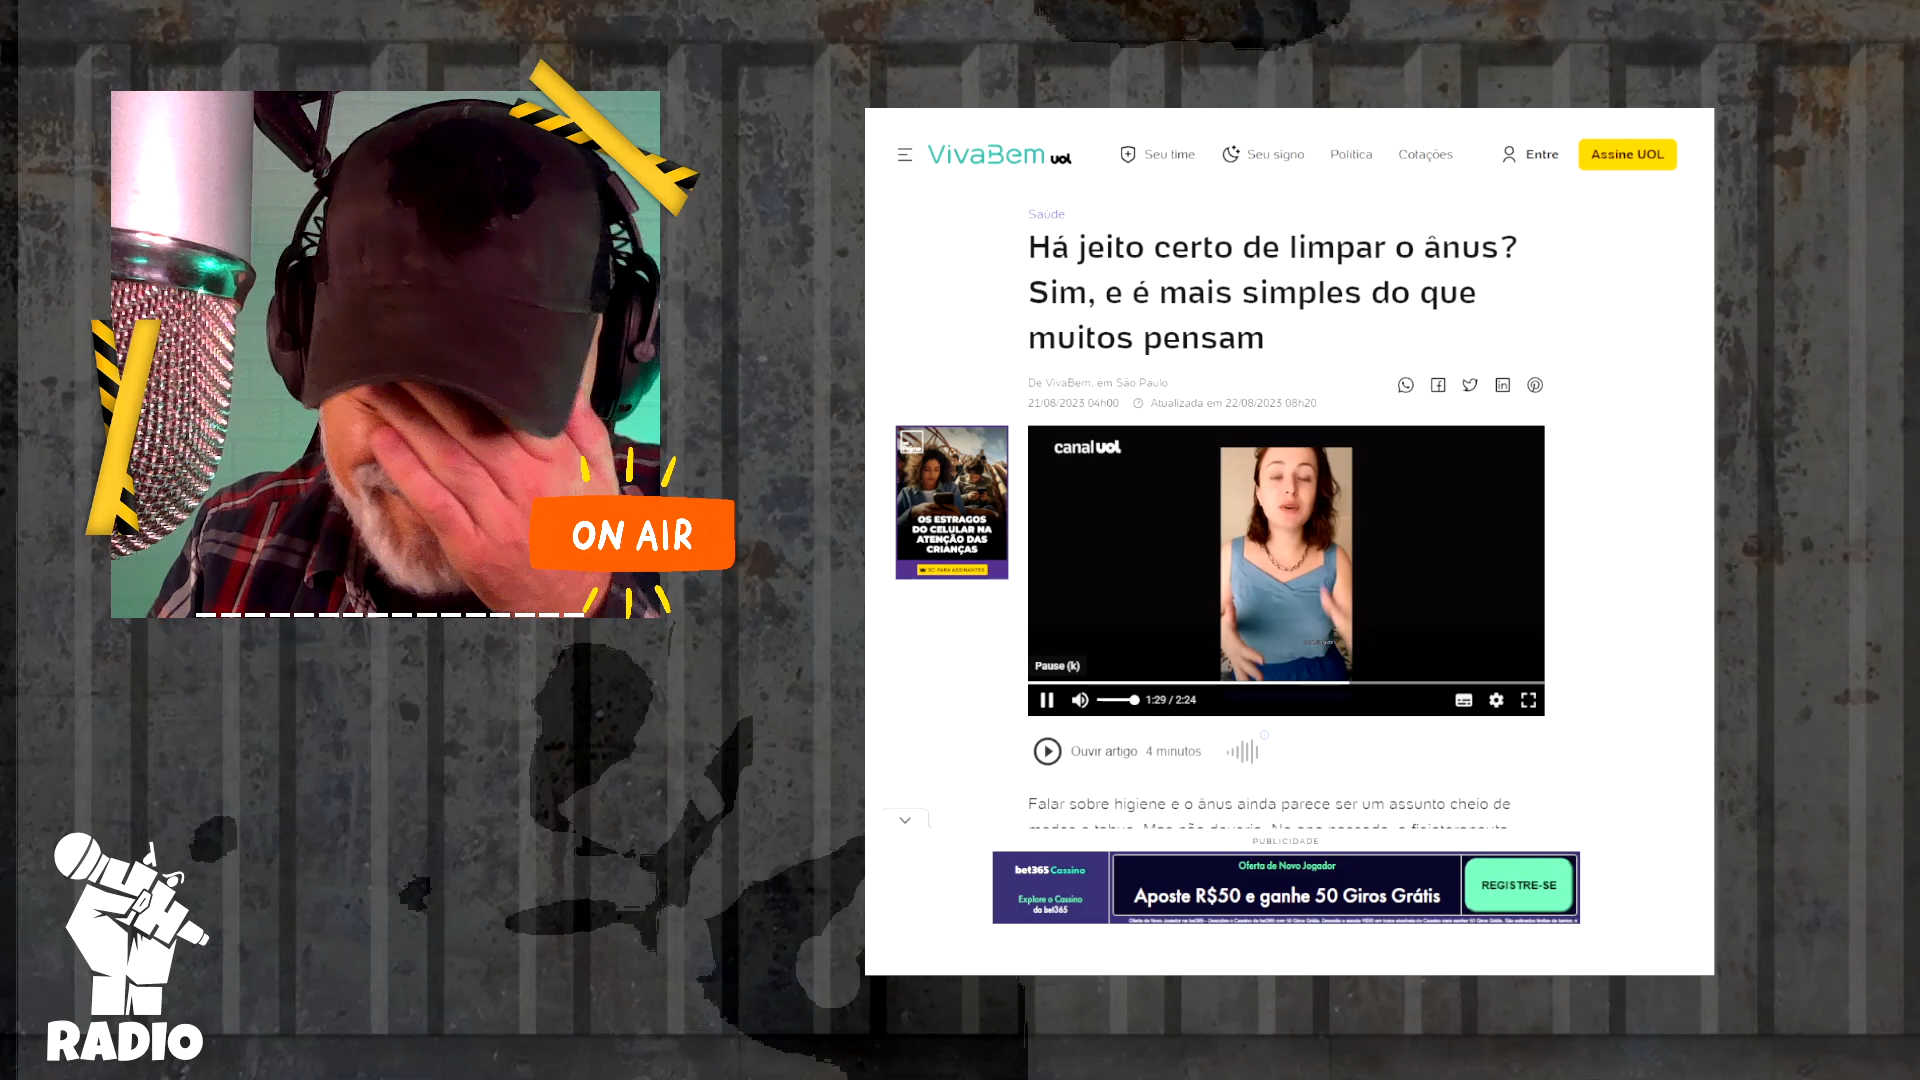 ON AIR
RADIO
VivaBem uol
Seu time
Seu signo
Política
Cotações
Entre
Assine UOL
Saúde
Há jeito certo de limpar o ânus?
Sim, e é mais simples do que
muitos pensam
De VivaBem, em São Paulo
21/08/2023 04h00
Atualizada em 22/08/2023 08h20
OS ESTRAGOS
DO CELULAR NA
ATENÇÃO DAS
CRIANÇAS
SÓ PARA ASSINANTES
canal uol
Pause (k)
1:29 / 2:24
Ouvir artigo 4 minutos
Falar sobre higiene e o ânus ainda parece ser um assunto cheio de
PUBLICIDADE
bet365 Cassino
Explore o Cassino
da bet365
Oferta de Novo Jogador
Aposte R$50 e ganhe 50 Giros Grátis
REGISTRE-SE